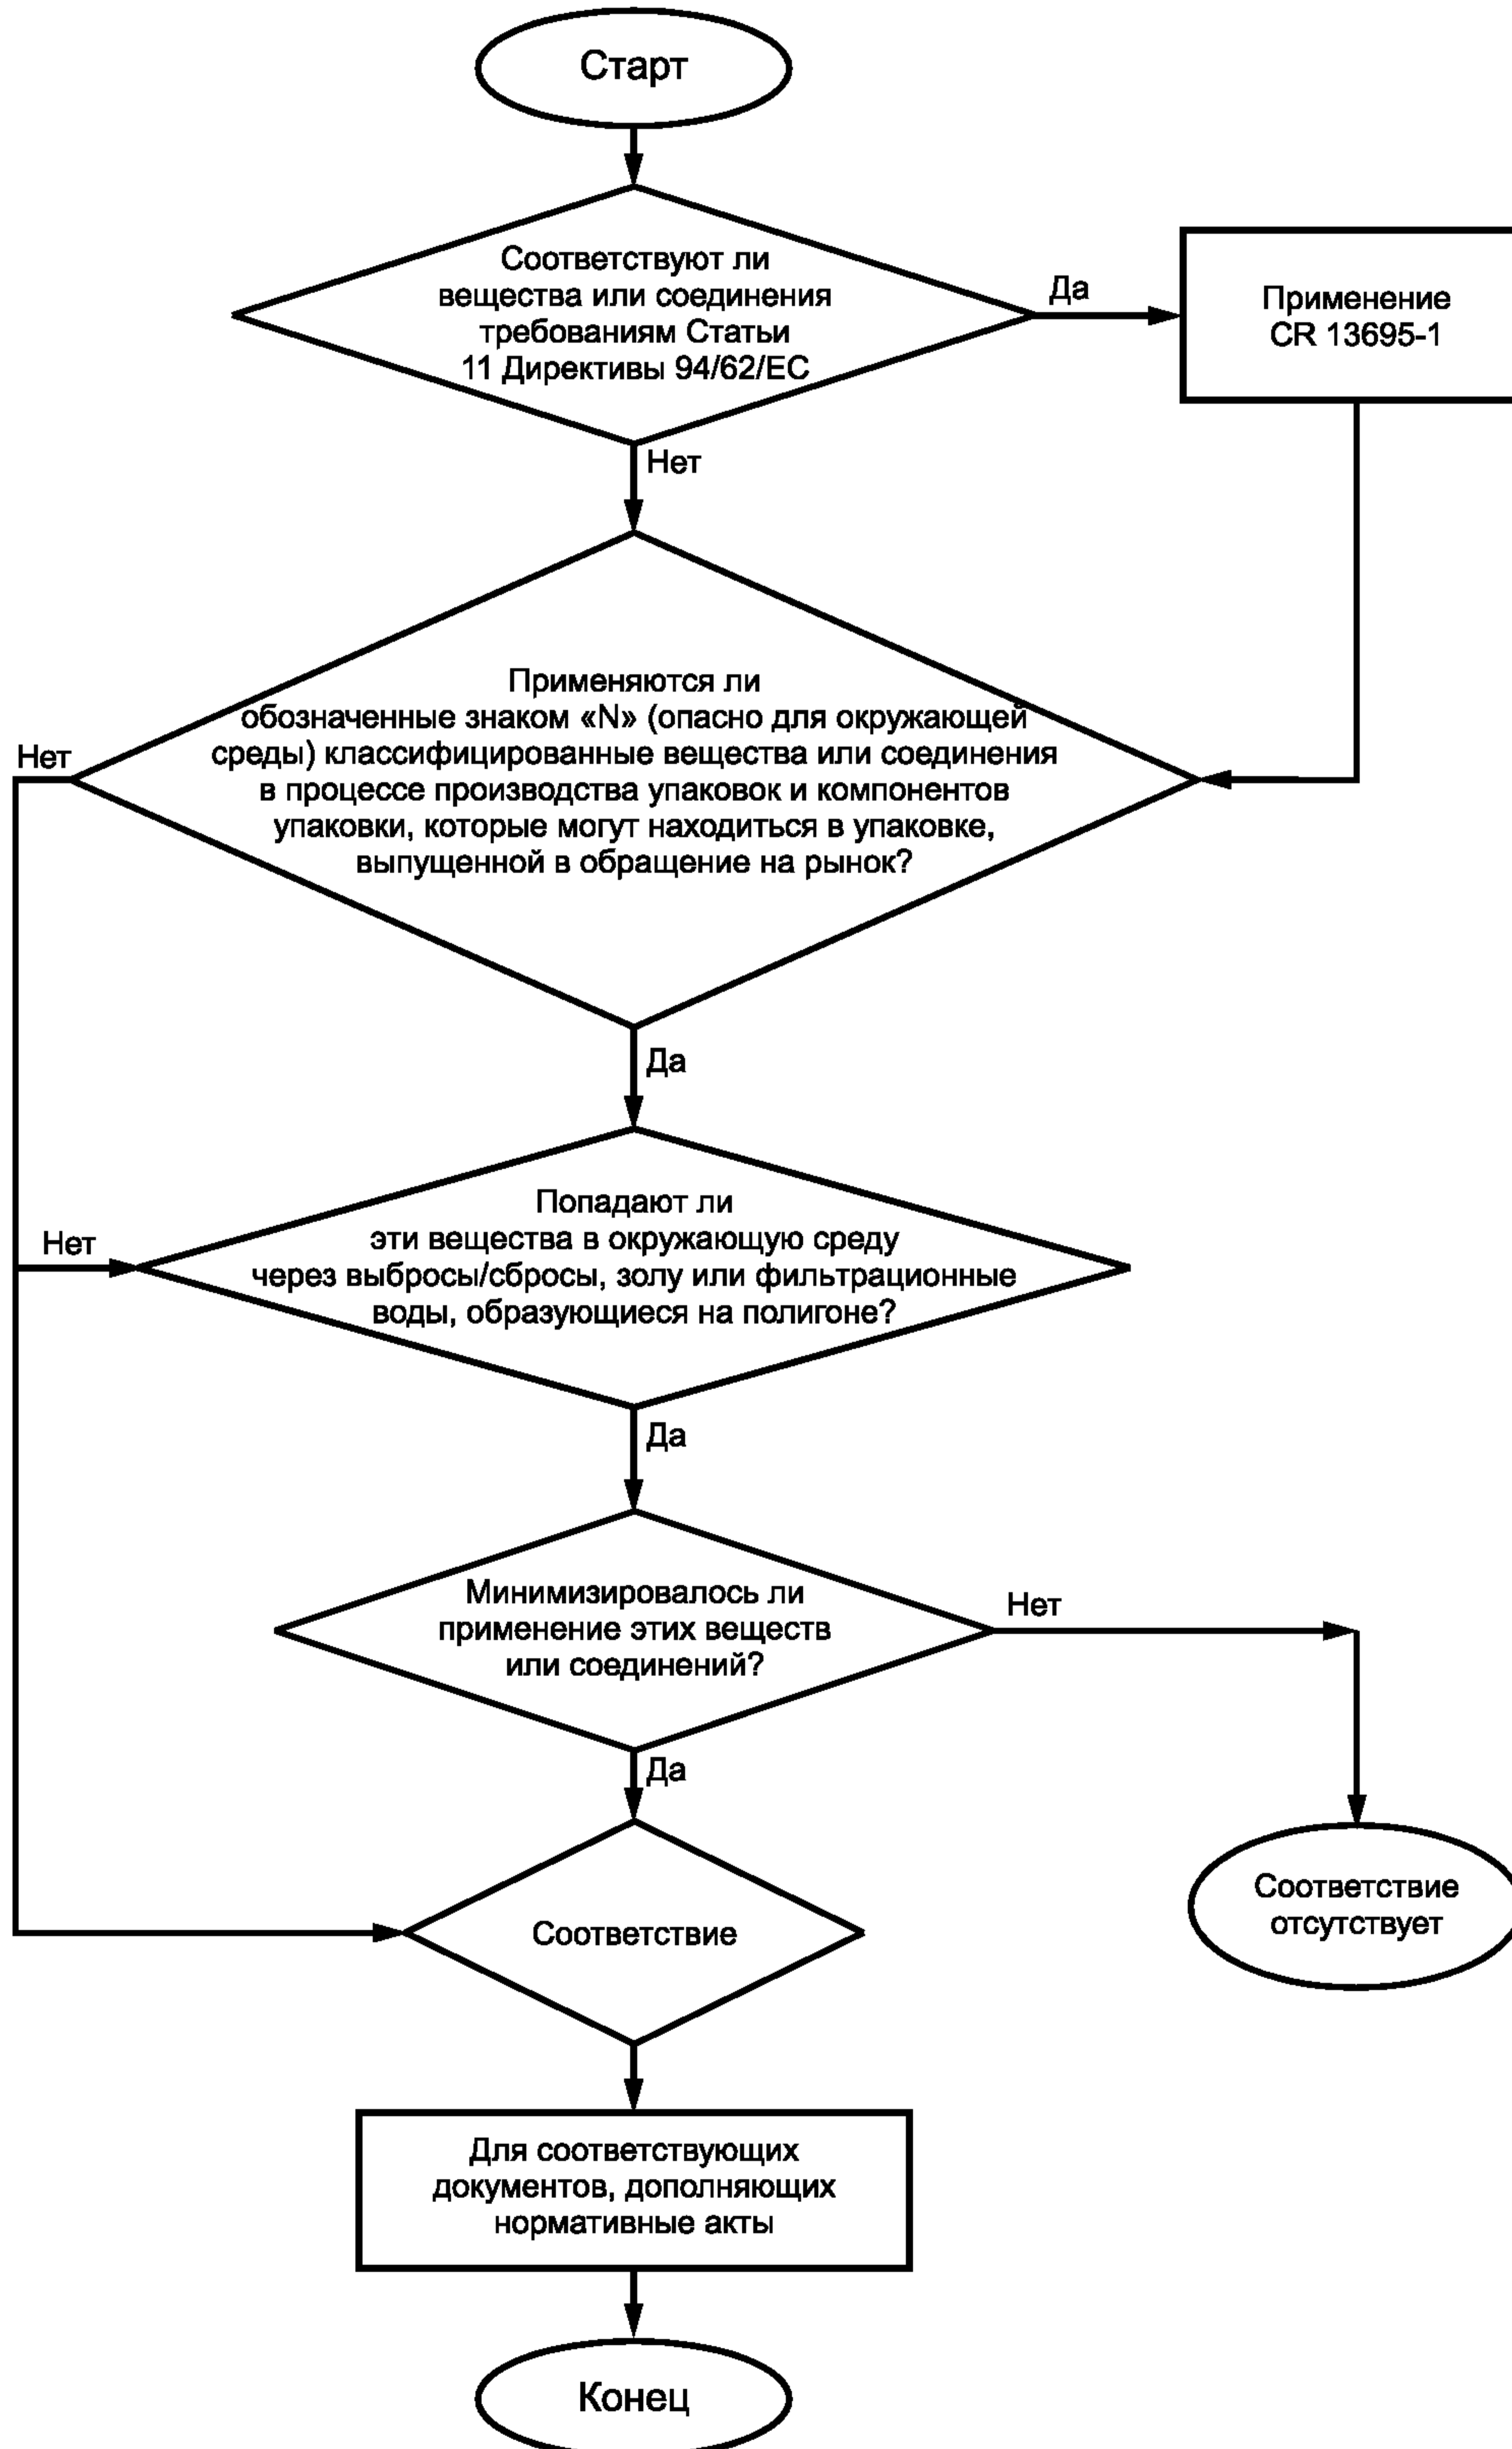 Старт
Соответствуют ли
вещества или соединения
требованиям Статьи
11 Директивы 94/62/ЕС
Да
Применение
CR 13695-1
Нет
Применяются ли
обозначенные знаком «N» (опасно для окружающей
среды) классифицированные вещества или соединения
в процессе производства упаковок и компонентов
упаковки, которые могут находиться в упаковке,
выпущенной в обращение на рынок?
Нет
Да
Попадают ли
эти вещества в окружающую среду
через выбросы/сбросы, золу или фильтрационные
воды, образующиеся на полигоне?
Нет
Да
Минимизировалось ли
применение этих веществ
или соединений?
Нет
Да
Соответствие
Соответствие
отсутствует
Для соответствующих
документов, дополняющих
нормативные акты
Конец